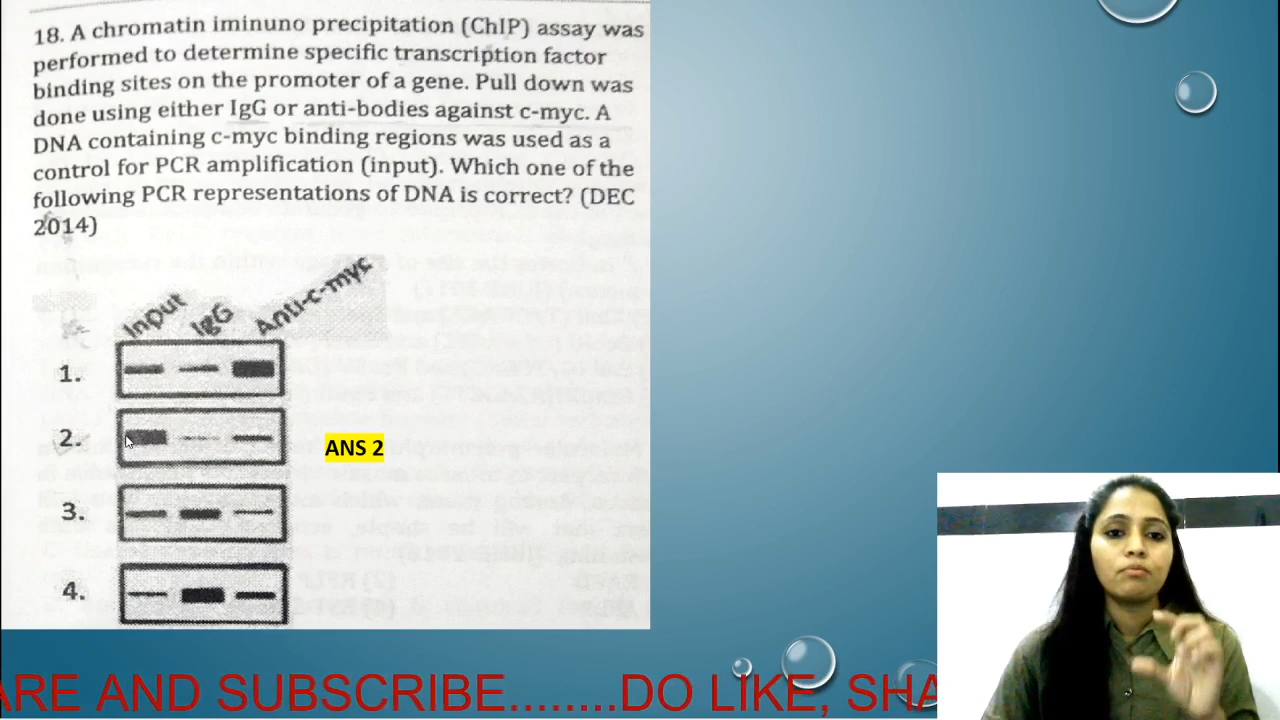 18. A chromatin iminuno precipitation (ChIP) assay was
performed to determine specific transcription factor
binding sites on the promoter of a gene. Pull down was
done using either IgG or anti-bodies against c-myc. A
DNA containing c-myc binding regions was used as a
control for PCR amplification (input). Which one of the
following PCR representations of DNA is correct? (DEC
2014)
Input IgG Anti-c-myc
1.
2.
ANS 2
3.
4.
ARE AND SUBSCRIBE........DO LIKE, SHA